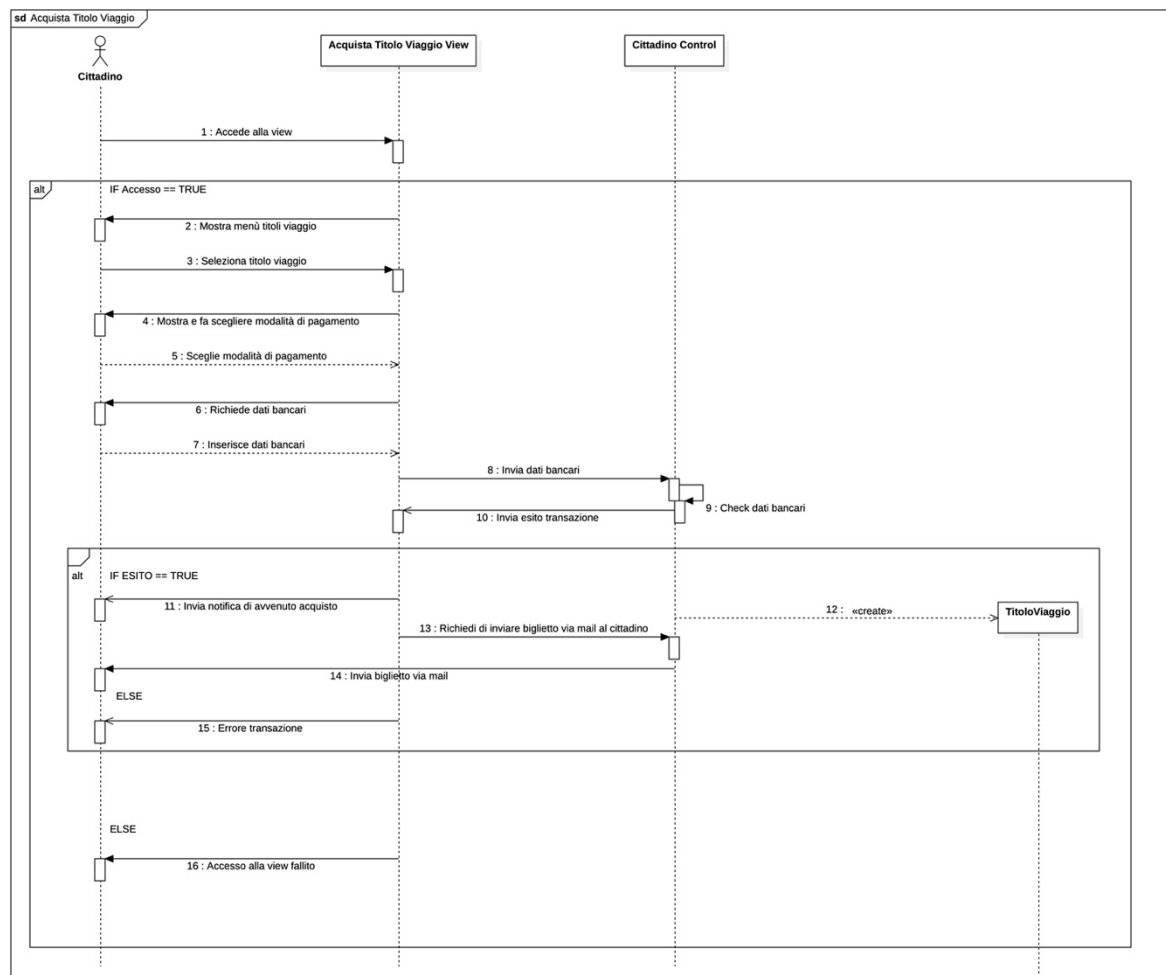 sd Acquista Titolo Viaggio
Cittadino
Acquista Titolo Viaggio View
Cittadino Control
1 : Accede alla view
alt
IF Accesso == TRUE
2 : Mostra menù titoli viaggio
3 : Seleziona titolo viaggio
4 : Mostra e fa scegliere modalità di pagamento
5 : Sceglie modalità di pagamento
6 : Richiede dati bancari
7 : Inserisce dati bancari
8 : Invia dati bancari
9 : Check dati bancari
10 : Invia esito transazione
alt
IF ESITO == TRUE
11 : Invia notifica di avvenuto acquisto
12 : «create»
TitoloViaggio
13 : Richiedi di inviare biglietto via mail al cittadino
14 : Invia biglietto via mail
ELSE
15 : Errore transazione
ELSE
16 : Accesso alla view fallito